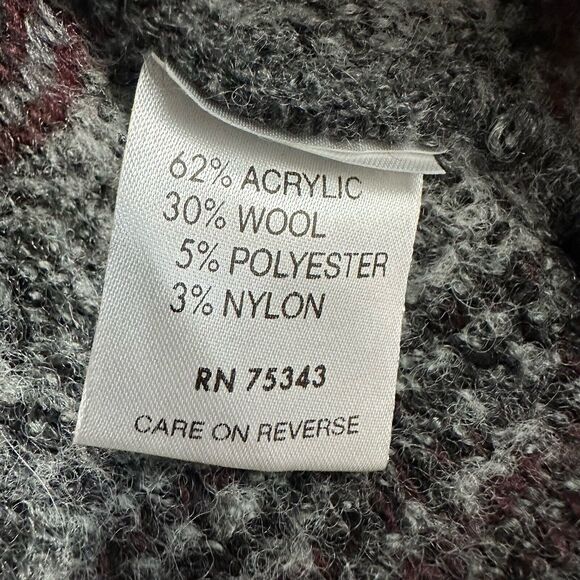 62% ACRYLIC
30% WOOL
5% POLYESTER
3% NYLON
RN 75343
CARE ON REVERSE